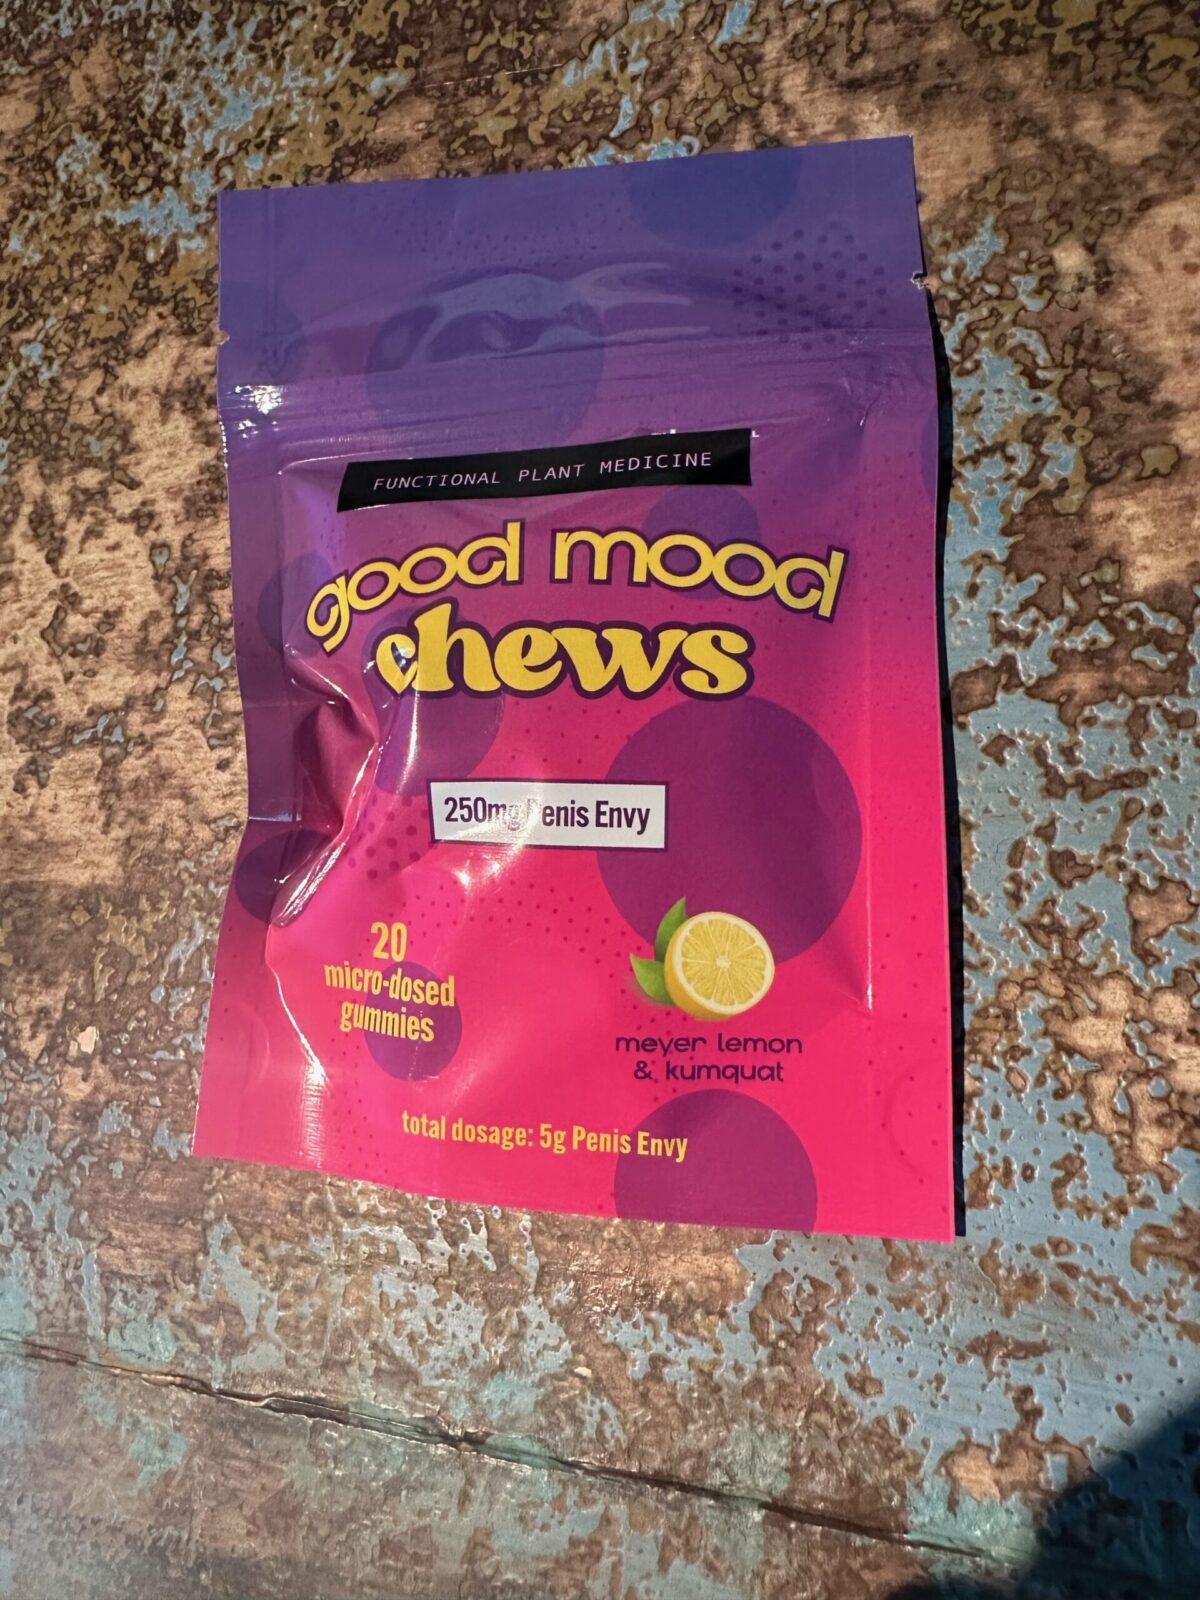 FUNCTIONAL PLANT MEDICINE
good mood
chews
250mg Penis Envy
20
micro-dosed
gummies
meyer lemon
& kumquat
total dosage: 5g Penis Envy